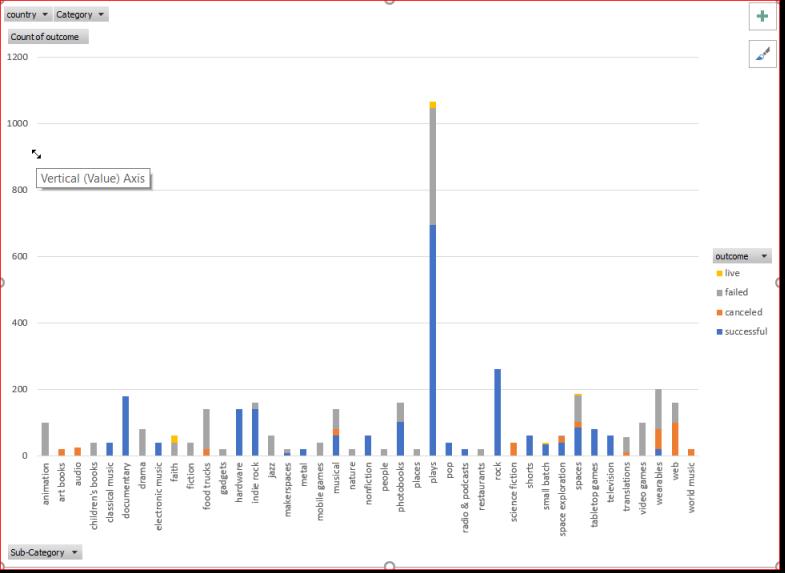 country Category
Count of outcome
1200
1000
Vertical (Value) Axis
800
600
400
200
0
outcome
live
failed
canceled
successful
animation
art books
audio
children's books
classical music
documentary
drama
electronic music
faith
fiction
food trucks
gadgets
hardware
indie rock
jazz
makerspaces
metal
mobile games
musical
nature
nonfiction
people
photobooks
places
plays
pop
radio & podcasts
restaurants
rock
science fiction
shorts
small batch
space exploration
spaces
tabletop games
television
translations
video games
wearables
web
world music
Sub-Category